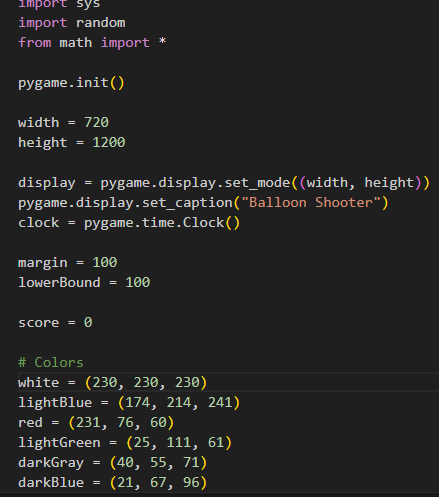 import sys
import random
from math import *
pygame.init()
width = 720
height = 1200
display = pygame.display.set_mode((width, height))
pygame.display.set_caption("Balloon Shooter")
clock = pygame.time.Clock()
margin = 100
lowerBound = 100
score = 0
# Colors
white = (230, 230, 230)
lightBlue = (174, 214, 241)
red = (231, 76, 60)
lightGreen = (25, 111, 61)
darkGray = (40, 55, 71)
darkBlue = (21, 67, 96)